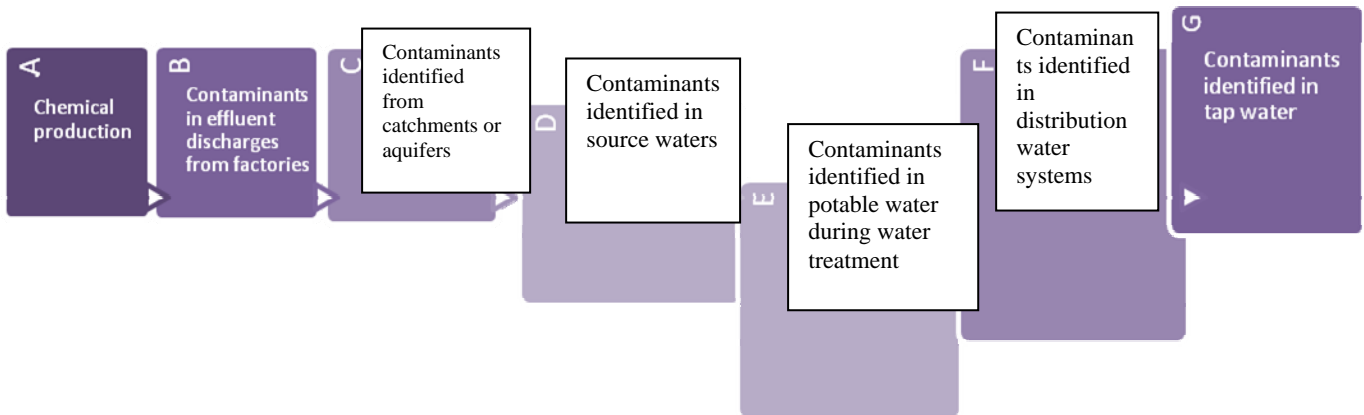 A
Chemical
production
B
Contaminants
in effluent
discharges
from factories
C
Contaminants
identified
from
catchments or
aquifers
D
Contaminants
identified in
source waters
E
Contaminants
identified in
potable water
during water
treatment
F
Contaminan
ts identified
in
distribution
water
systems
G
Contaminants
identified in
tap water